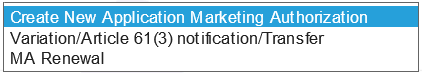 Create New Application Marketing Authorization
Variation/Article 61(3) notification/Transfer
MA Renewal